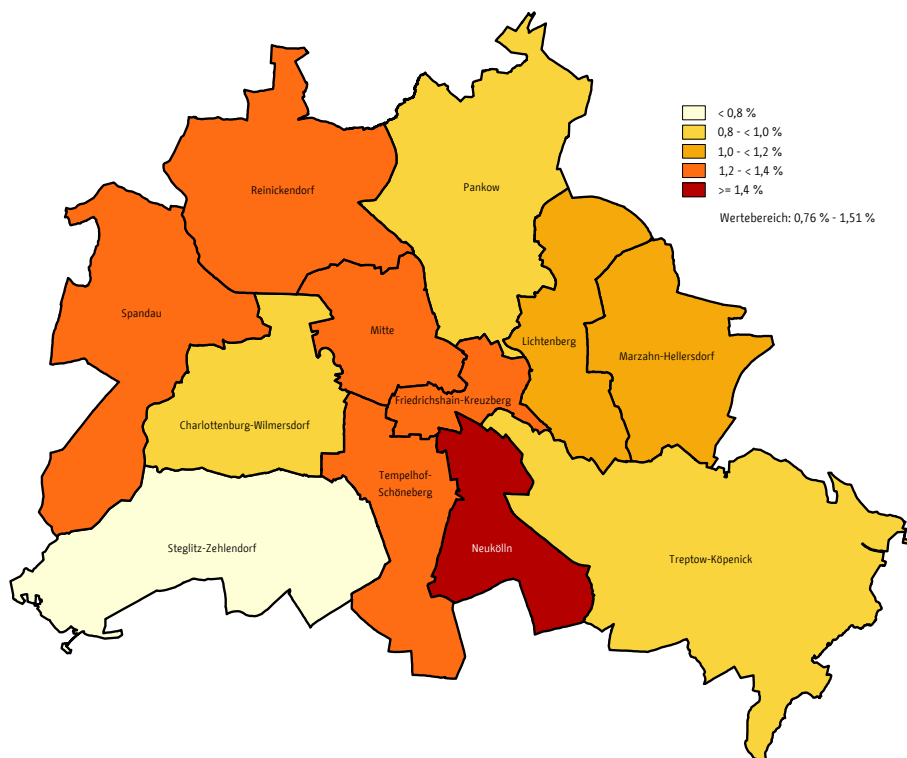 < 0,8 %
0,8 - < 1,0 %
1,0 - < 1,2 %
1,2 - < 1,4 %
>= 1,4 %
Wertebereich: 0,76 % - 1,51 %
Reinickendorf
Pankow
Spandau
Mitte
Lichtenberg
Marzahn-Hellersdorf
Friedrichshain-Kreuzberg
Charlottenburg-Wilmersdorf
Tempelhof-
Schöneberg
Steglitz-Zehlendorf
Neukölln
Treptow-Köpenick